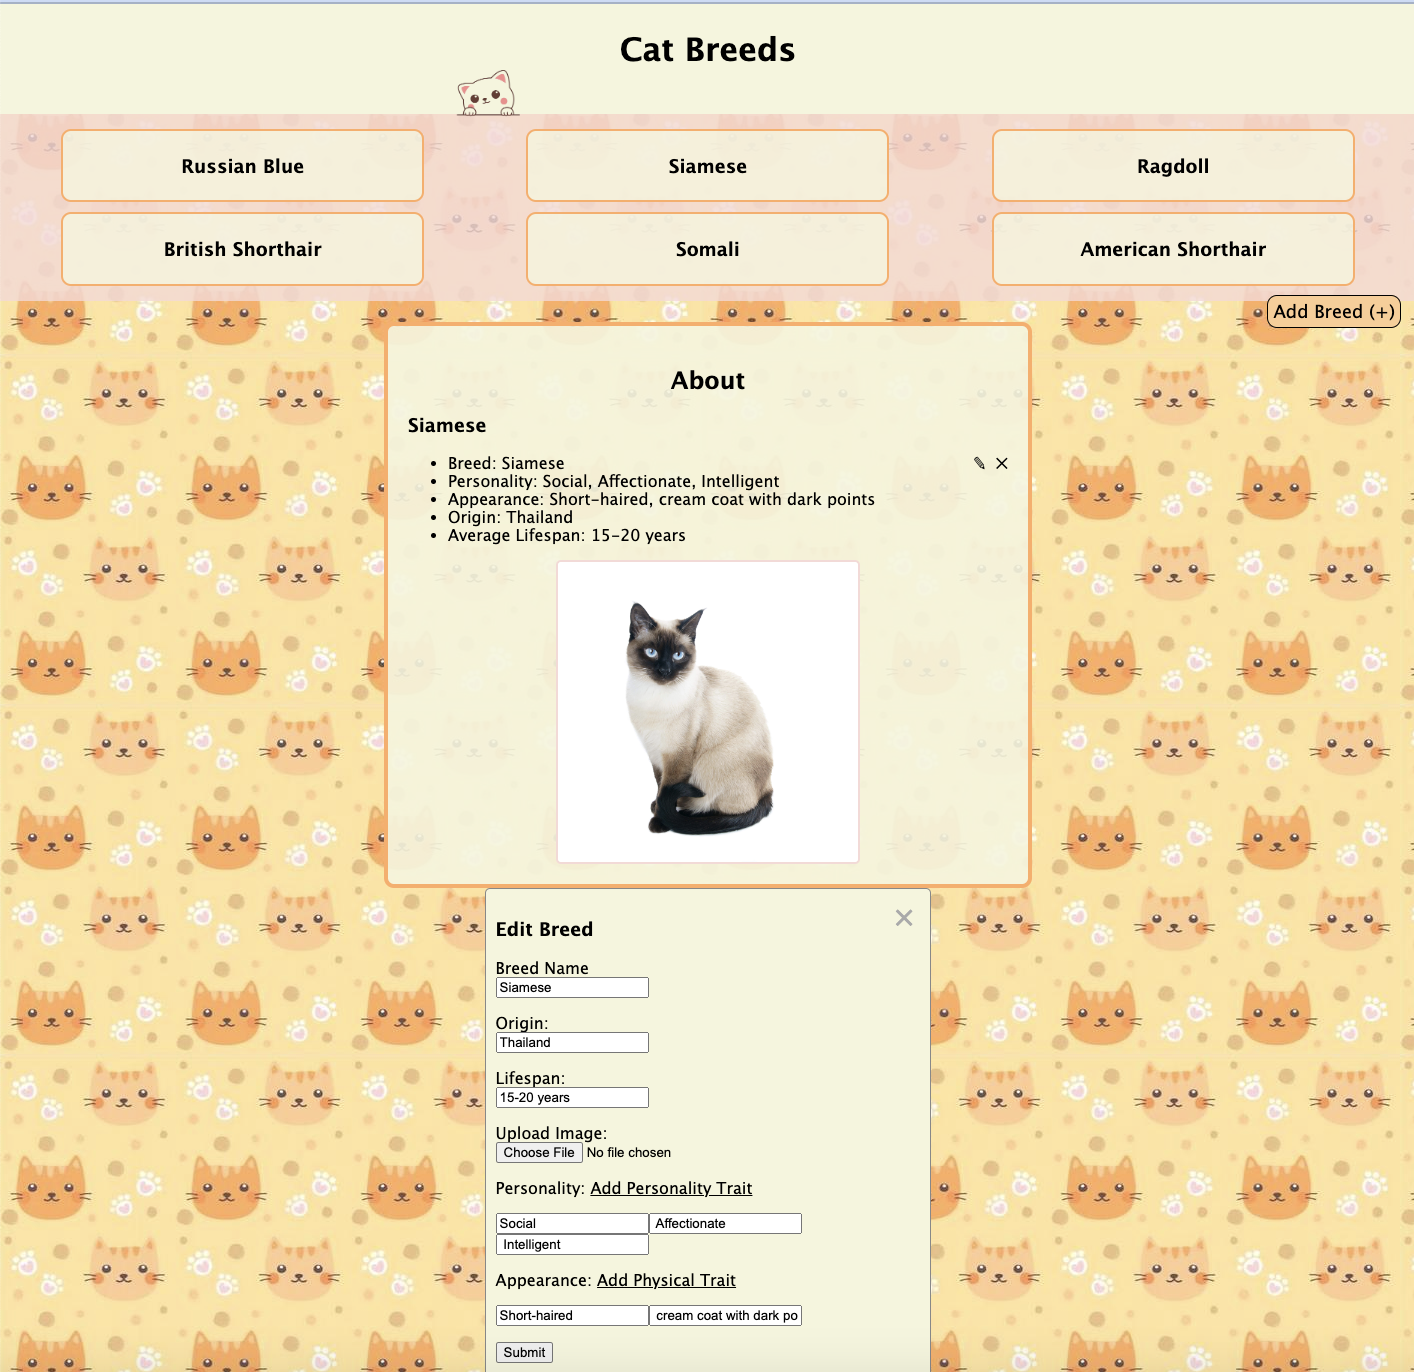 Cat Breeds
Russian Blue
Siamese
Ragdoll
British Shorthair
Somali
American Shorthair
Add Breed (+)
About
Siamese
• Breed: Siamese
✎ ✕
• Personality: Social, Affectionate, Intelligent
• Appearance: Short-haired, cream coat with dark points
• Origin: Thailand
• Average Lifespan: 15-20 years
✕
Edit Breed
Breed Name
Siamese
Origin:
Thailand
Lifespan:
15-20 years
Upload Image:
Choose File No file chosen
Personality: Add Personality Trait
Social Affectionate
Intelligent
Appearance: Add Physical Trait
Short-haired cream coat with dark po
Submit